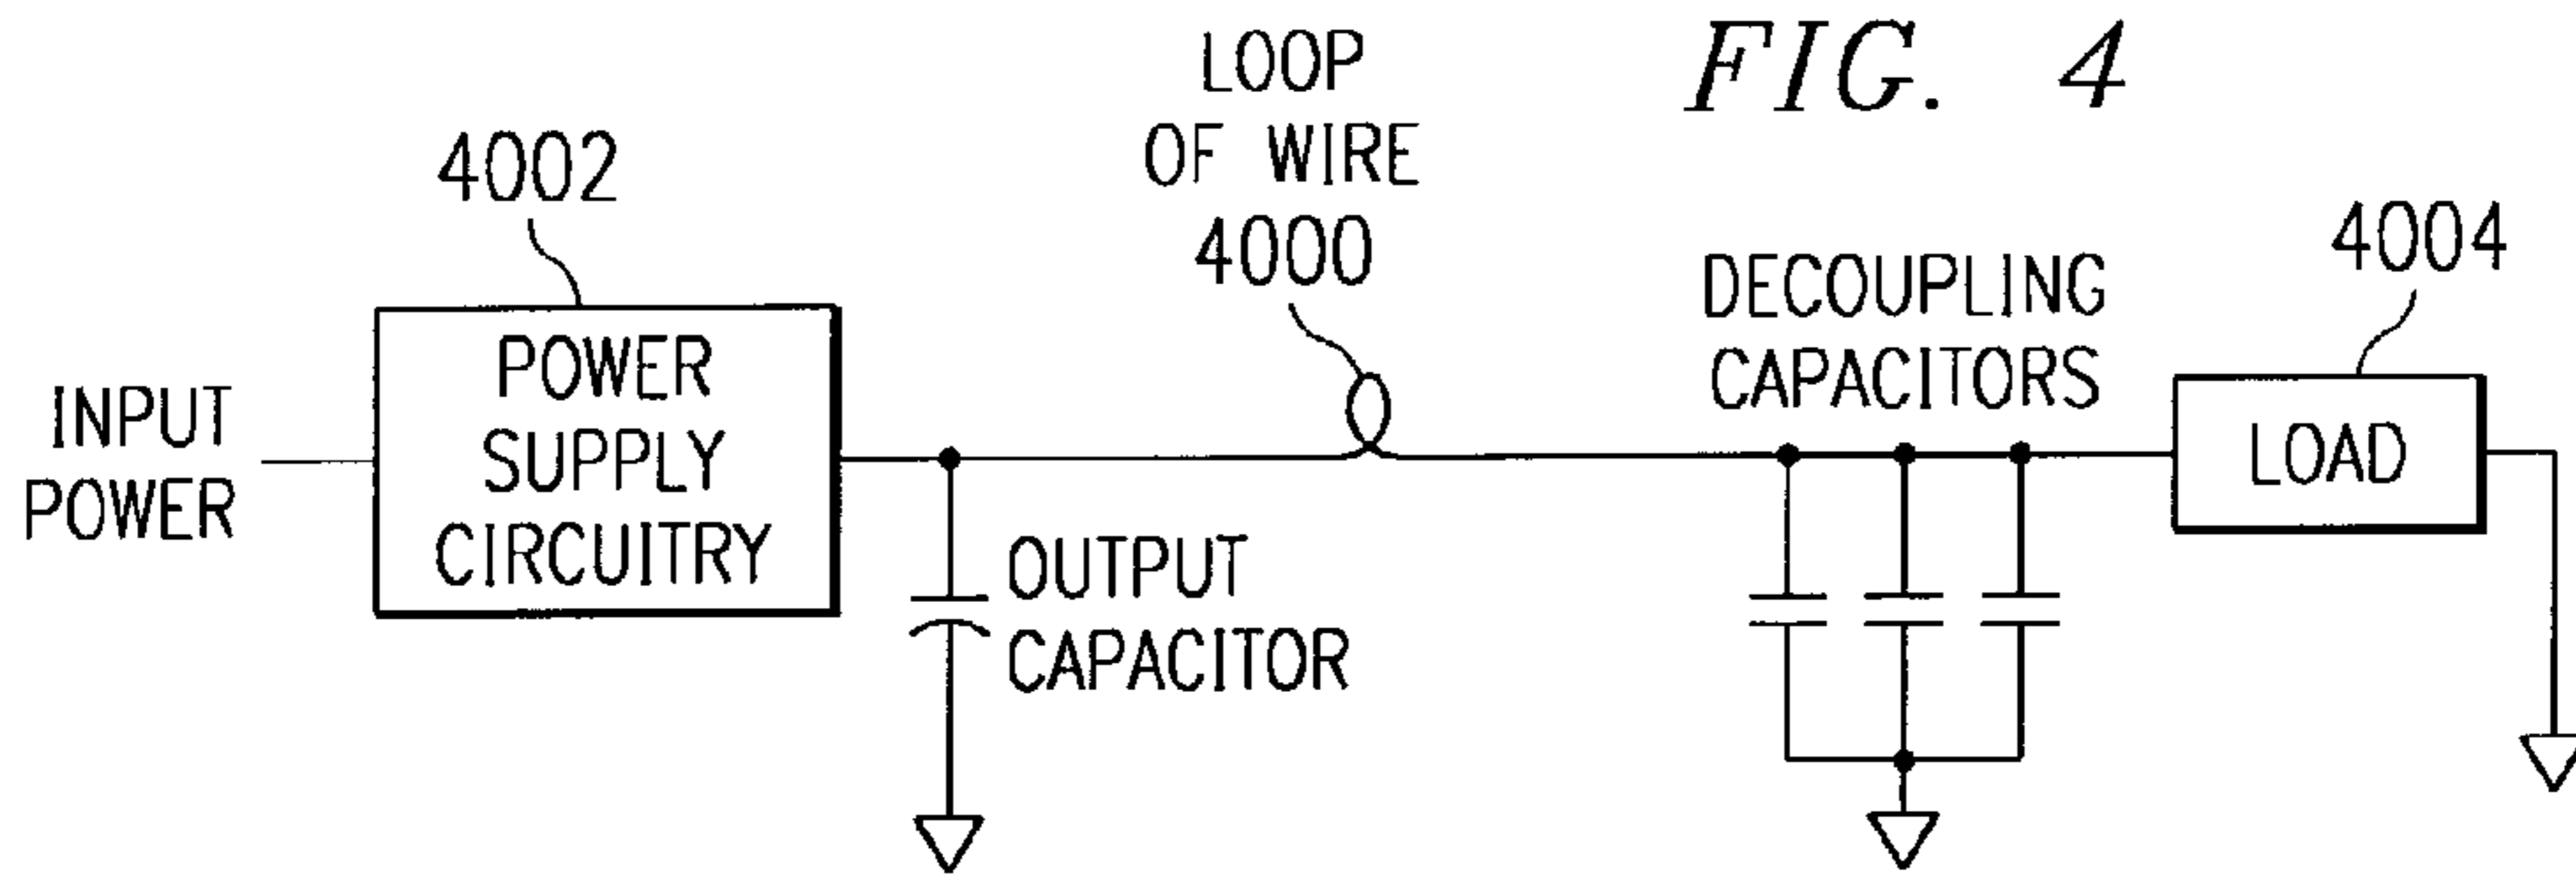 FIG. 4
LOOP
OF WIRE
4000
4002
POWER
SUPPLY
CIRCUITRY
INPUT
POWER
OUTPUT
CAPACITOR
DECOUPLING
CAPACITORS
4004
LOAD